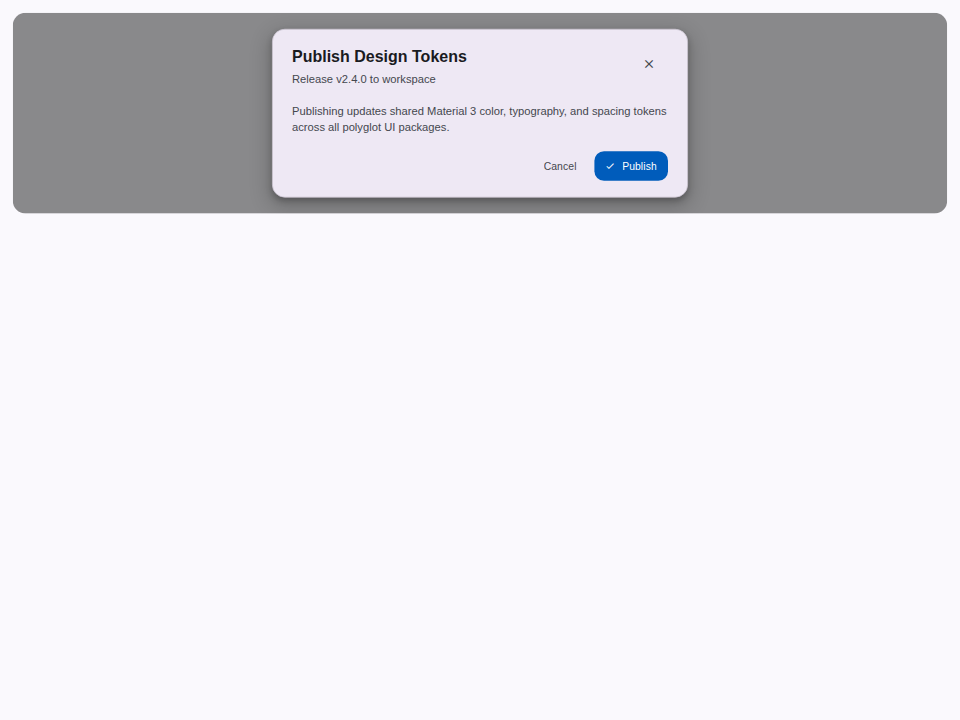 Publish Design Tokens
Release v2.4.0 to workspace
Publishing updates shared Material 3 color, typography, and spacing tokens
across all polyglot UI packages.
Cancel
Publish